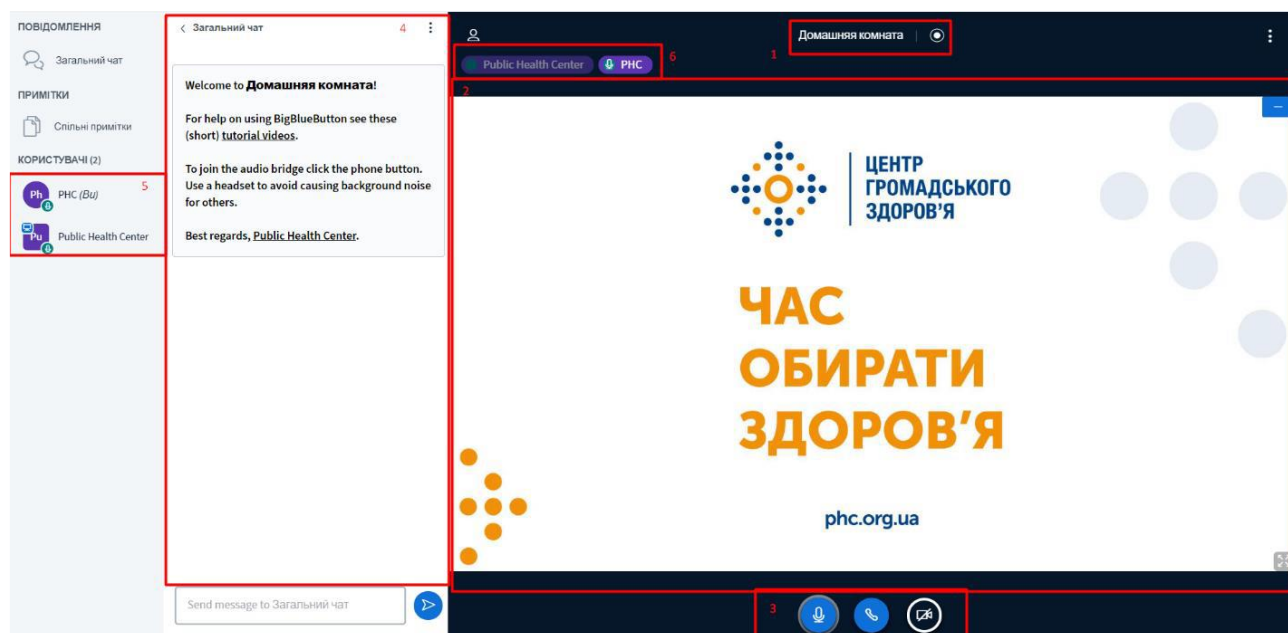 ПОВІДОМЛЕННЯ
Загальний чат
ПРИМІТКИ
Спільні примітки
КОРИСТУВАЧІ (2)
5
Ph
PHC (Ви)
Pu
Public Health Center
Загальний чат
4
Welcome to Домашняя комната!
For help on using BigBlueButton see these
(short) tutorial videos.
To join the audio bridge click the phone button.
Use a headset to avoid causing background noise
for others.
Best regards, Public Health Center.
Send message to Загальний чат
1
Домашняя комната
Public Health Center
PHC
6
2
ЦЕНТР
ГРОМАДСЬКОГО
ЗДОРОВ'Я
ЧАС
ОБИРАТИ
ЗДОРОВ'Я
phc.org.ua
3